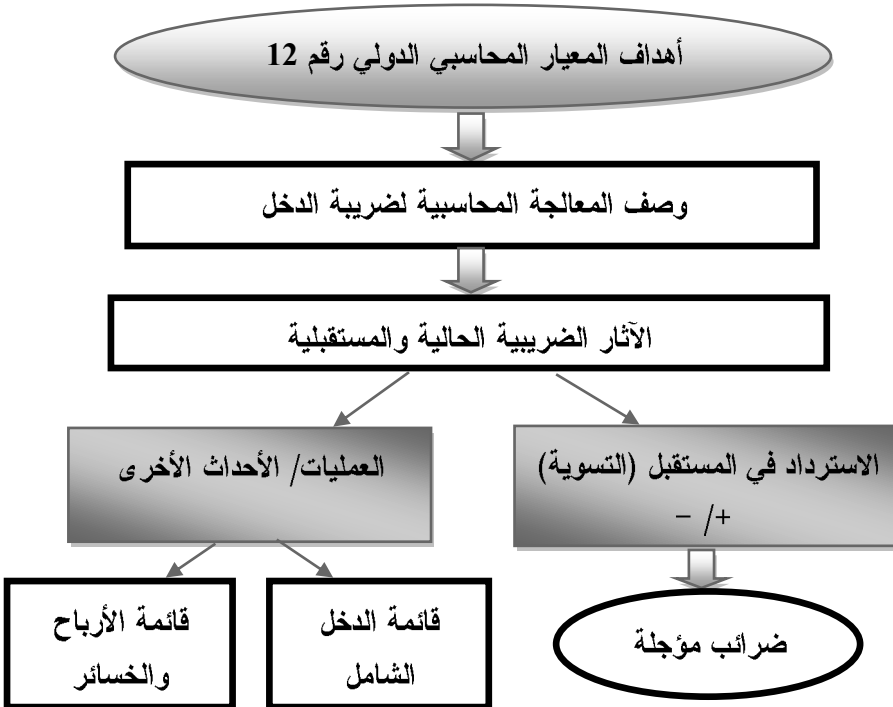 أهداف المعيار المحاسبي الدولي رقم 12
وصف المعالجة المحاسبية لضريبة الدخل
الآثار الضريبية الحالية والمستقبلية
الاسترداد في المستقبل (التسوية)
+/ –
العمليات/ الأحداث الأخرى
ضرائب مؤجلة
قائمة الدخل
الشامل
قائمة الأرباح
والخسائر